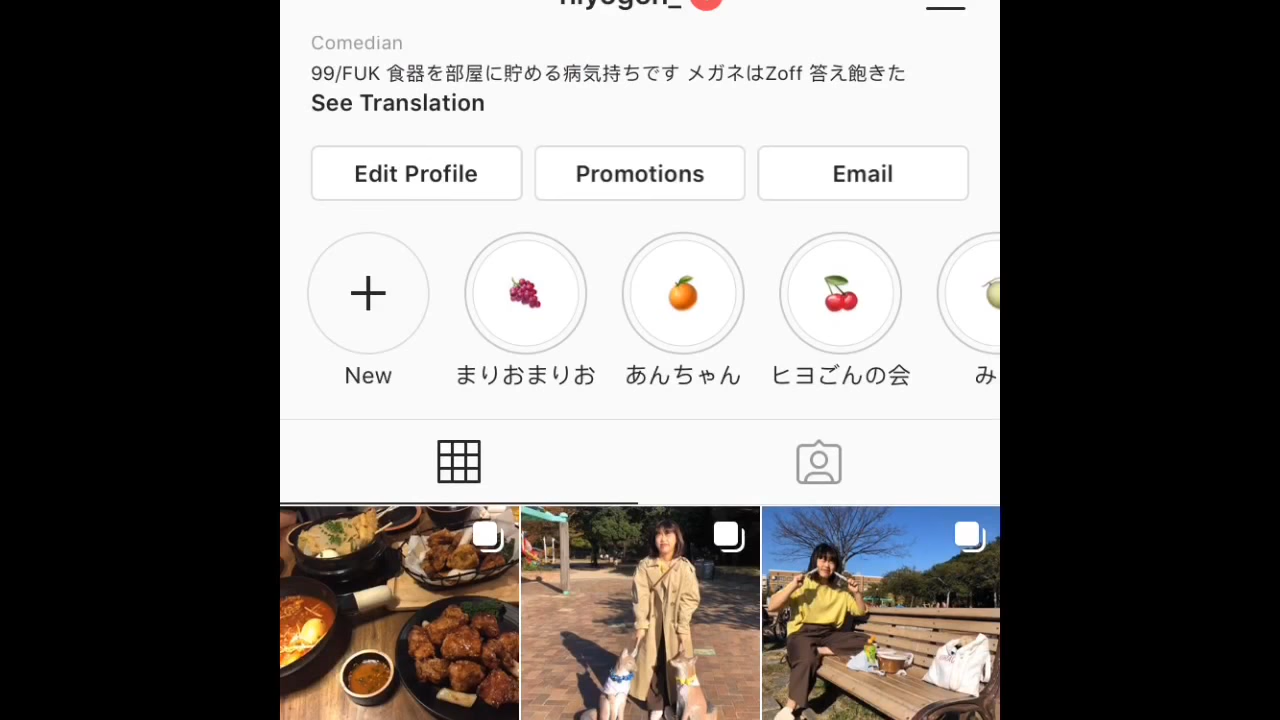 Comedian
99/FUK 食器を部屋に貯める病気持ちです メガネはZoff 答え飽きた
See Translation
Edit Profile Promotions Email
New まりおまりお あんちゃん ヒヨごんの会 み